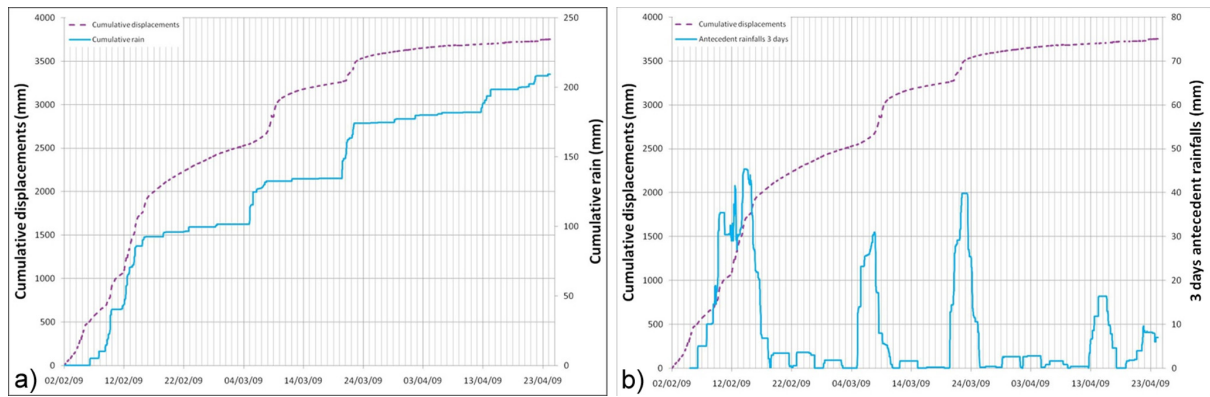 4000
3500
3000
2500
2000
1500
1000
500
0
Cumulative displacements (mm)
Cumulative displacements
Cumulative rain
250
200
150
100
50
0
Cumulative rain (mm)
02/02/09 12/02/09 22/02/09 04/03/09 14/03/09 24/03/09 03/04/09 13/04/09 23/04/09
a)
4000
3500
3000
2500
2000
1500
1000
500
0
Cumulative displacements (mm)
Cumulative displacements
Antecedent rainfalls 3 days
80
70
60
50
40
30
20
10
0
3 days antecedent rainfalls (mm)
02/02/09 12/02/09 22/02/09 04/03/09 14/03/09 24/03/09 03/04/09 13/04/09 23/04/09
b)